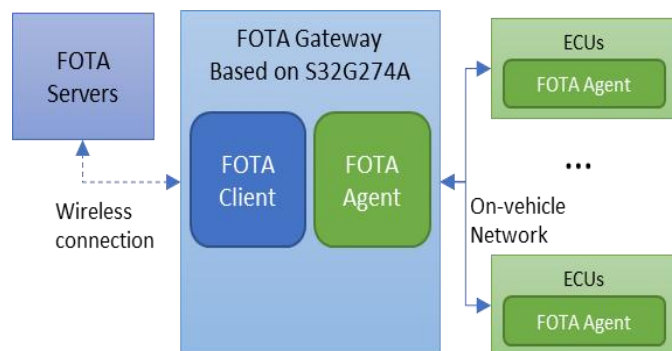 FOTA
Servers
Wireless
connection
FOTA Gateway
Based on S32G274A
FOTA
Client
FOTA
Agent
On-vehicle
Network
ECUs
FOTA Agent
...
ECUs
FOTA Agent